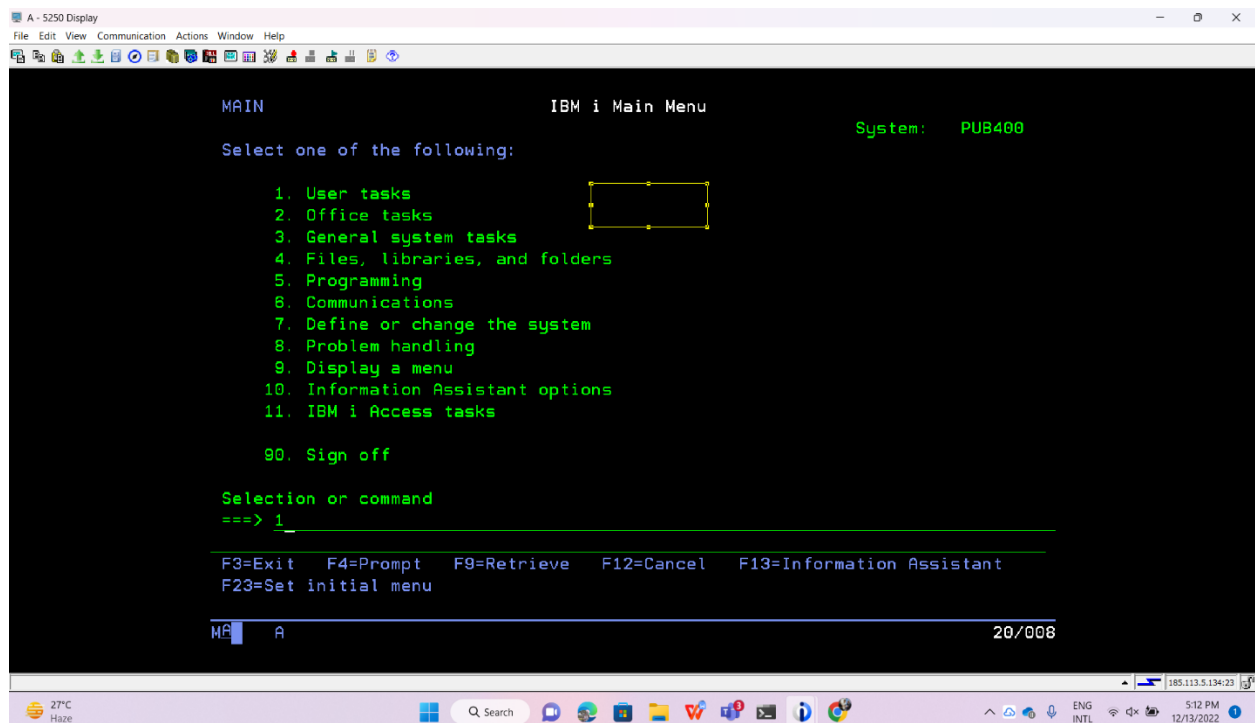 A - 5250 Display
File Edit View Communication Actions Window Help
MAIN IBM i Main Menu
System: PUB400
Select one of the following:
1. User tasks
2. Office tasks
3. General system tasks
4. Files, libraries, and folders
5. Programming
6. Communications
7. Define or change the system
8. Problem handling
9. Display a menu
10. Information Assistant options
11. IBM i Access tasks
90. Sign off
Selection or command
===> 1
F3=Exit F4=Prompt F9=Retrieve F12=Cancel F13=Information Assistant
F23=Set initial menu
MA A 20/008
185.113.5.134:23
27°C
Haze
Search
ENG
INTL
5:12 PM
12/03/2022
1